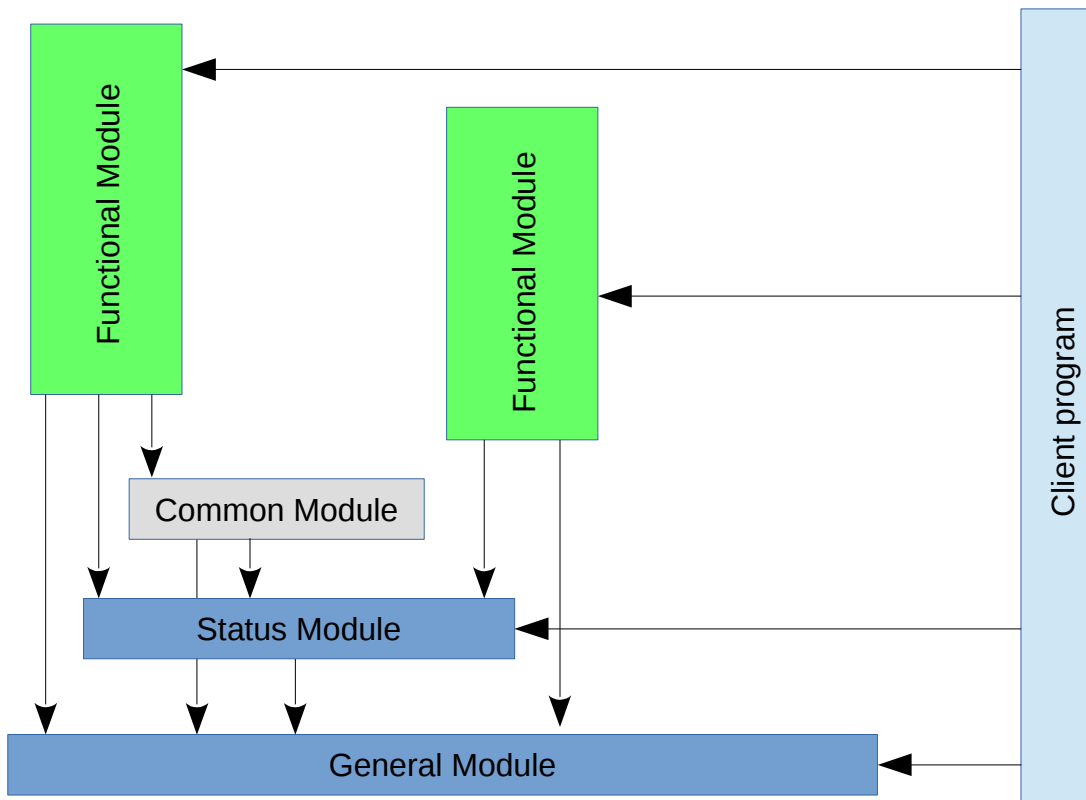 Functional Module
Functional Module
Client program
Common Module
Status Module
General Module